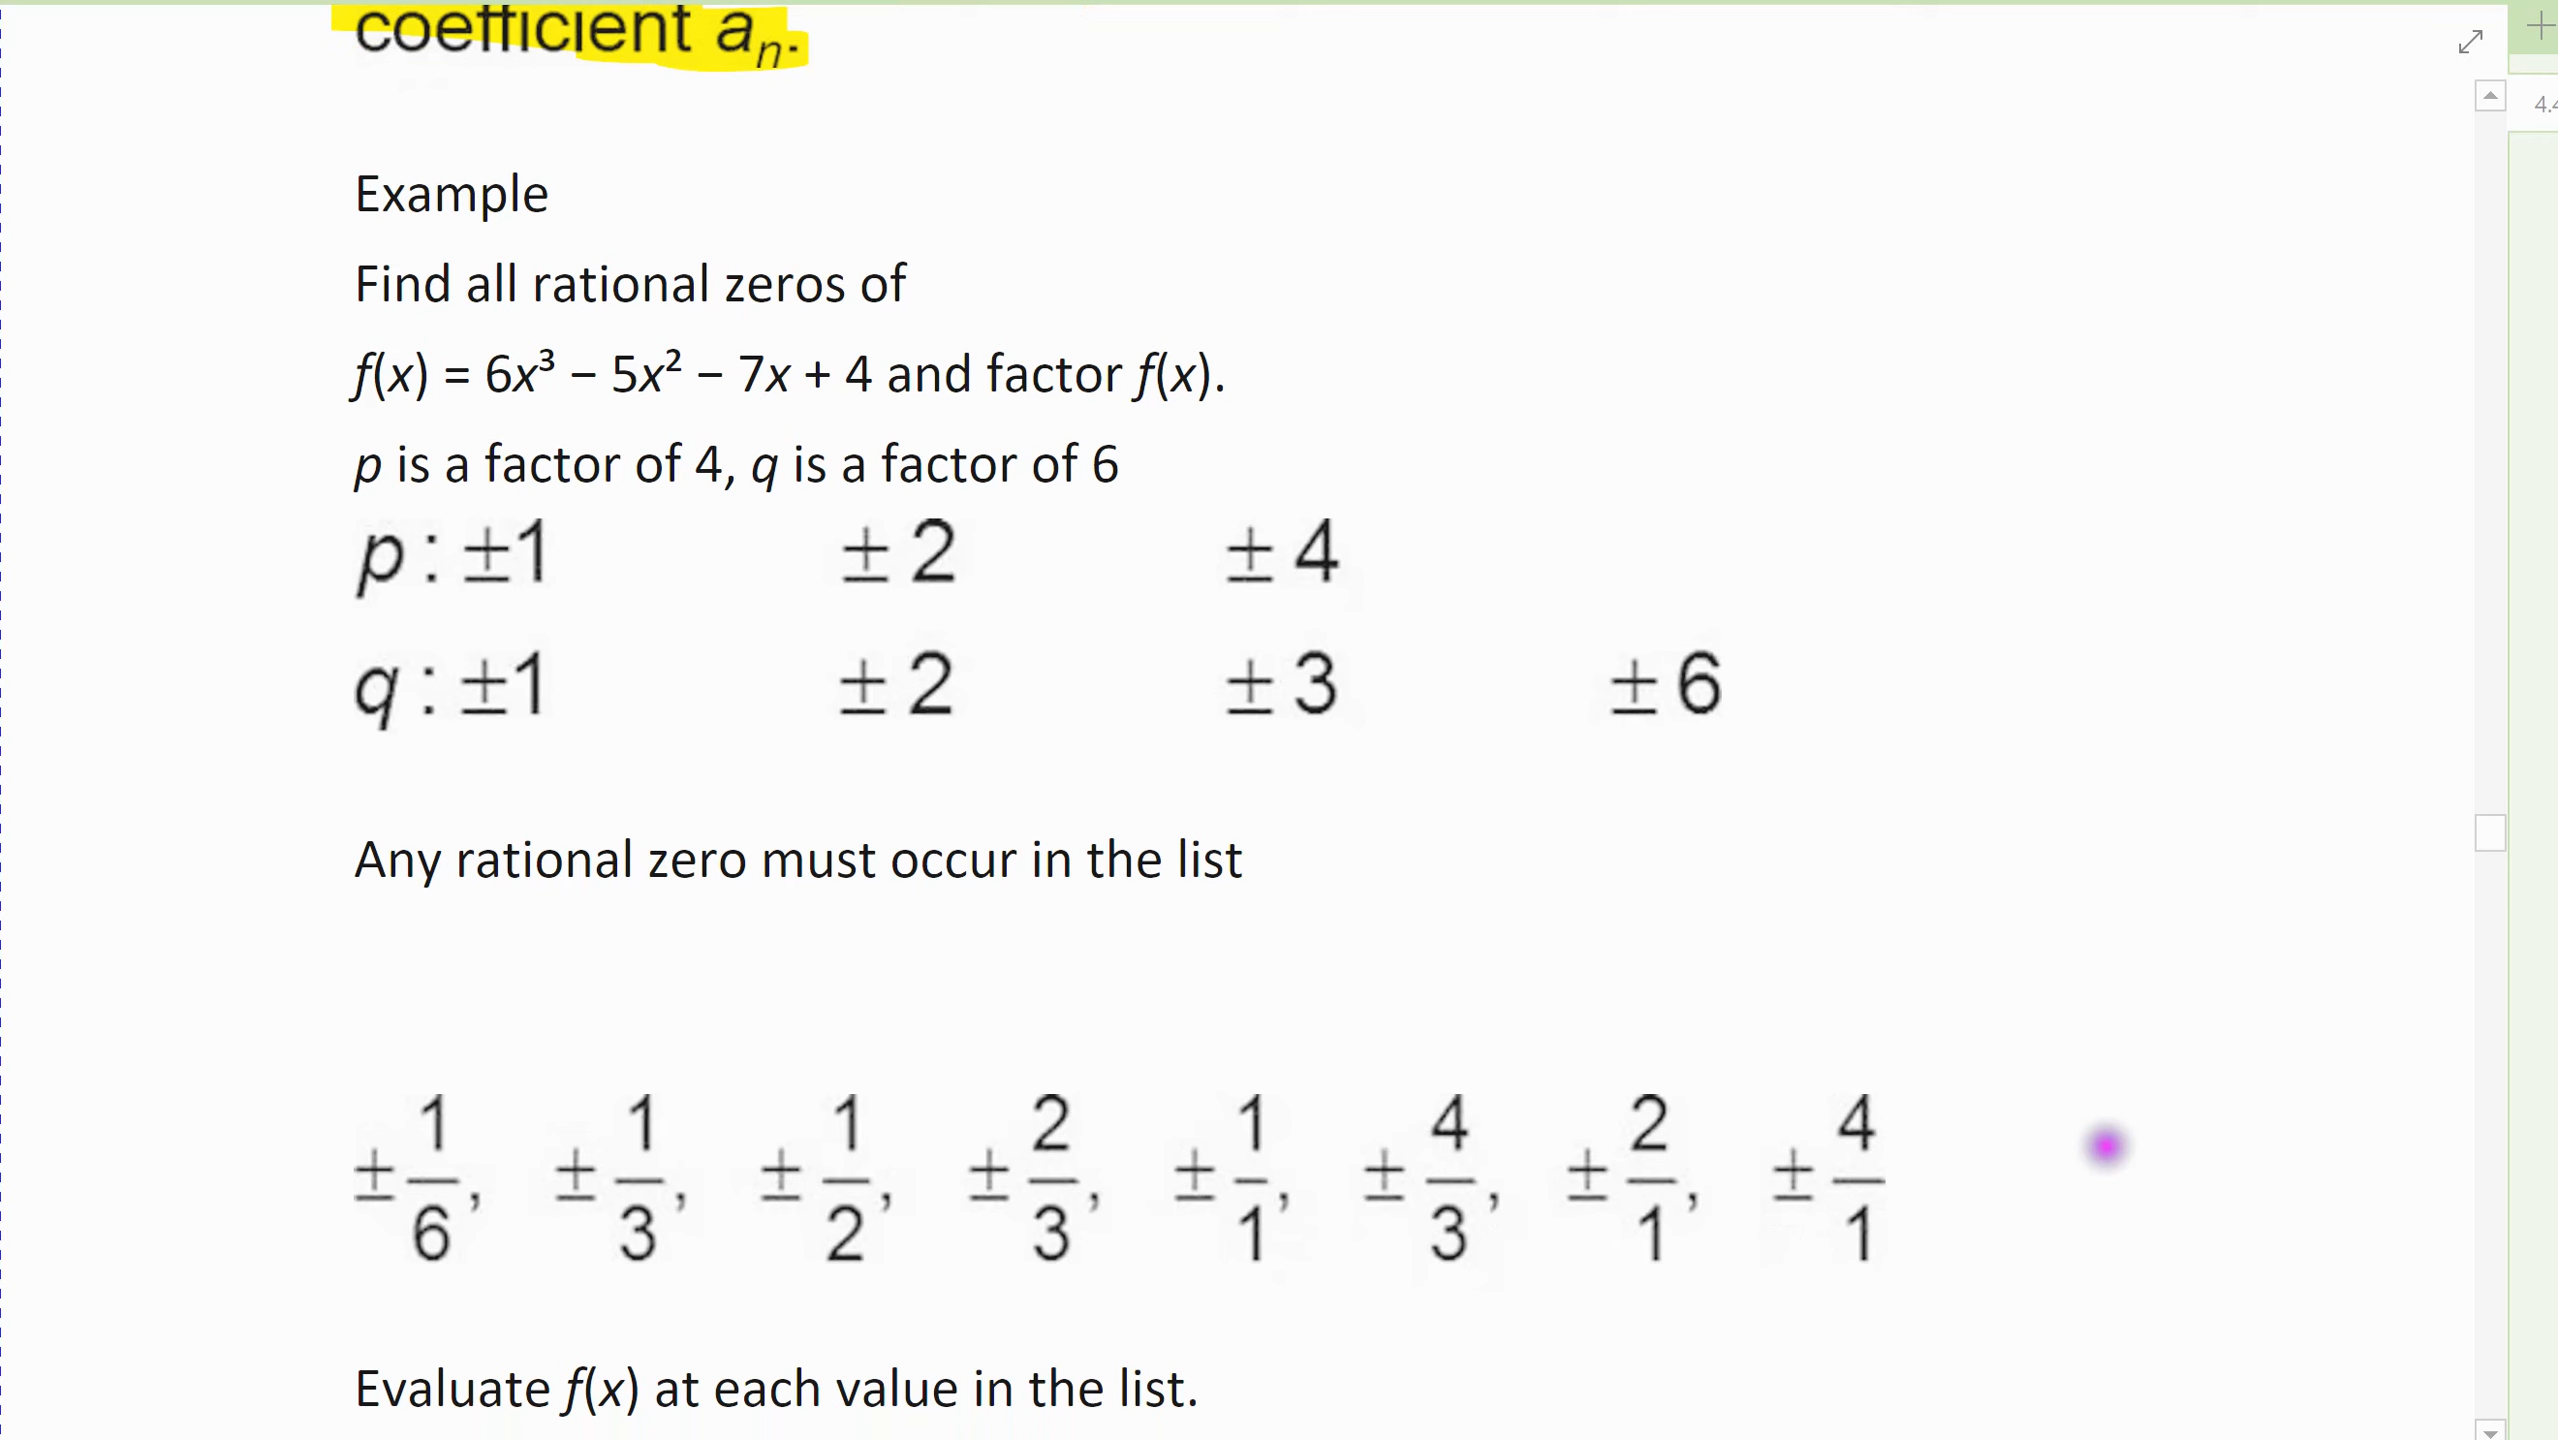 coefficient aₙ.
4.4
Example
Find all rational zeros of
f(x) = 6x³ − 5x² − 7x + 4 and factor f(x).
p is a factor of 4, q is a factor of 6
p : ±1 ± 2 ± 4
q : ±1 ± 2 ± 3 ± 6
Any rational zero must occur in the list
± 1/6, ± 1/3, ± 1/2, ± 2/3, ± 1/1, ± 4/3, ± 2/1, ± 4/1
Evaluate f(x) at each value in the list.